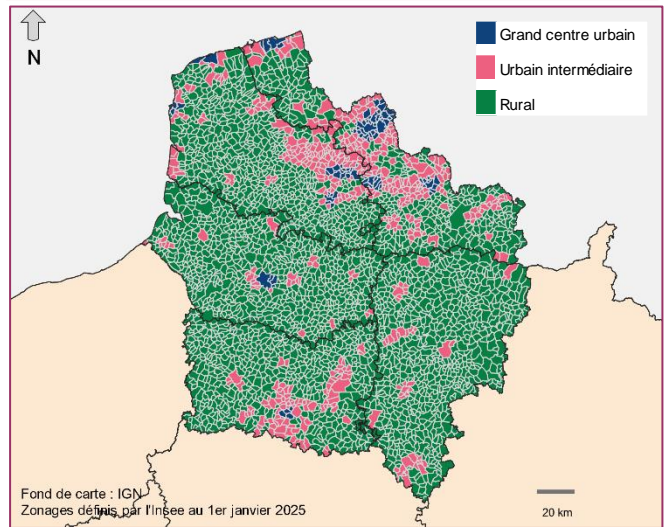 N
Grand centre urbain
Urbain intermédiaire
Rural
Fond de carte : IGN
Zonages définis par l'Insee au 1er janvier 2025
20 km